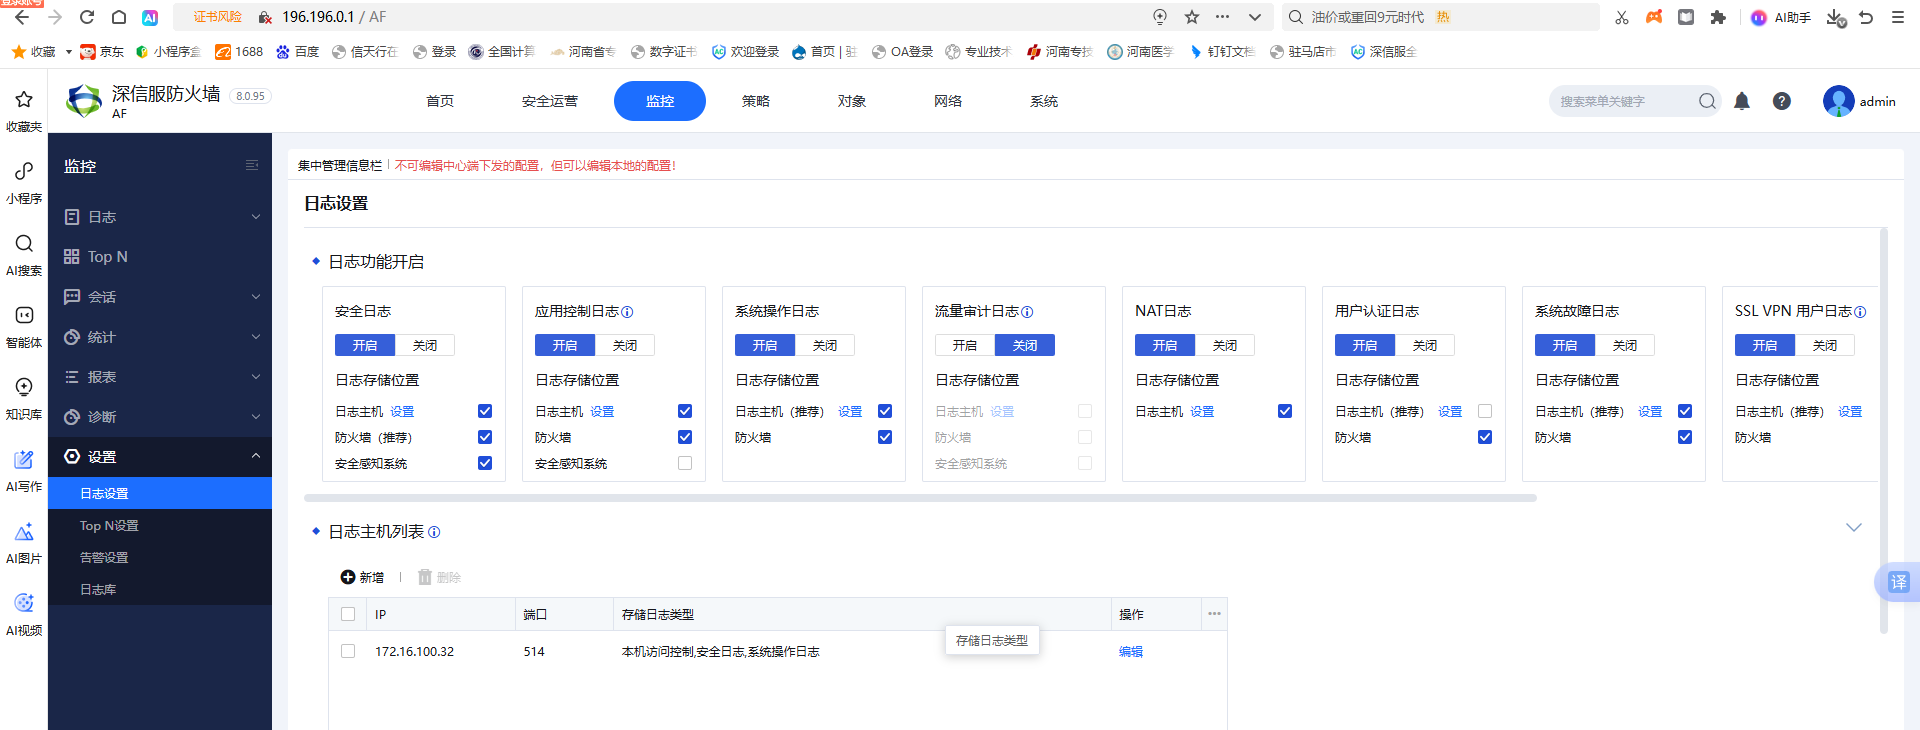 登录账号
AI
证书风险
196.196.0.1 / AF
油价或重回9元时代 热
AI助手
收藏
京东
小程序盒
1688
百度
信天行在
登录
全国计算
河南省专
数字证书
欢迎登录
首页 | 驻
OA登录
专业技术
河南专技
河南医学
钉钉文档
驻马店市
深信服全
收藏夹
小程序
AI搜索
智能体
知识库
AI写作
AI图片
AI视频
深信服防火墙 8.0.95
AF
首页
安全运营
监控
策略
对象
网络
系统
搜索菜单关键字
admin
监控
日志
Top N
会话
统计
报表
诊断
设置
日志设置
Top N设置
告警设置
日志库
集中管理信息栏 | 不可编辑中心端下发的配置，但可以编辑本地的配置！
日志设置
日志功能开启
安全日志
开启 关闭
日志存储位置
日志主机 设置
防火墙（推荐）
安全感知系统
应用控制日志
开启 关闭
日志存储位置
日志主机 设置
防火墙
安全感知系统
系统操作日志
开启 关闭
日志存储位置
日志主机（推荐） 设置
防火墙
流量审计日志
开启 关闭
日志存储位置
日志主机 设置
防火墙
安全感知系统
NAT日志
开启 关闭
日志存储位置
日志主机 设置
用户认证日志
开启 关闭
日志存储位置
日志主机（推荐） 设置
防火墙
系统故障日志
开启 关闭
日志存储位置
日志主机（推荐） 设置
防火墙
SSL VPN 用户日志
开启 关闭
日志存储位置
日志主机（推荐） 设置
防火墙
日志主机列表
新增 | 删除
IP 端口 存储日志类型 操作
存储日志类型
172.16.100.32 514 本机访问控制,安全日志,系统操作日志 编辑
译